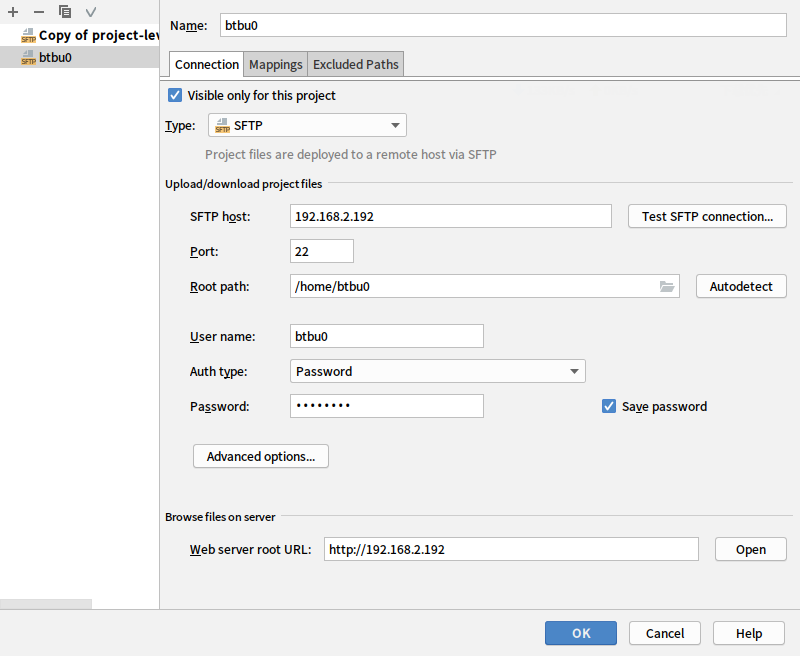 Name: btbu0
SFTP Copy of project-lev
SFTP btbu0
Connection Mappings Excluded Paths
Visible only for this project
Type: SFTP SFTP
Project files are deployed to a remote host via SFTP
Upload/download project files
SFTP host: 192.168.2.192 Test SFTP connection...
Port: 22
Root path: /home/btbu0 Autodetect
User name: btbu0
Auth type: Password
Password: •••••••• Save password
Advanced options...
Browse files on server
Web server root URL: http://192.168.2.192 Open
OK Cancel Help